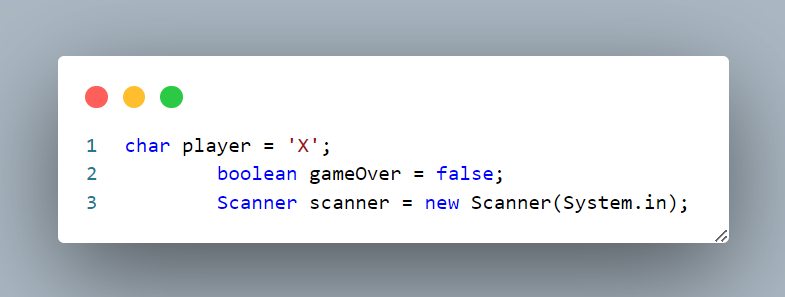 1 char player = 'X';
2         boolean gameOver = false;
3         Scanner scanner = new Scanner(System.in);